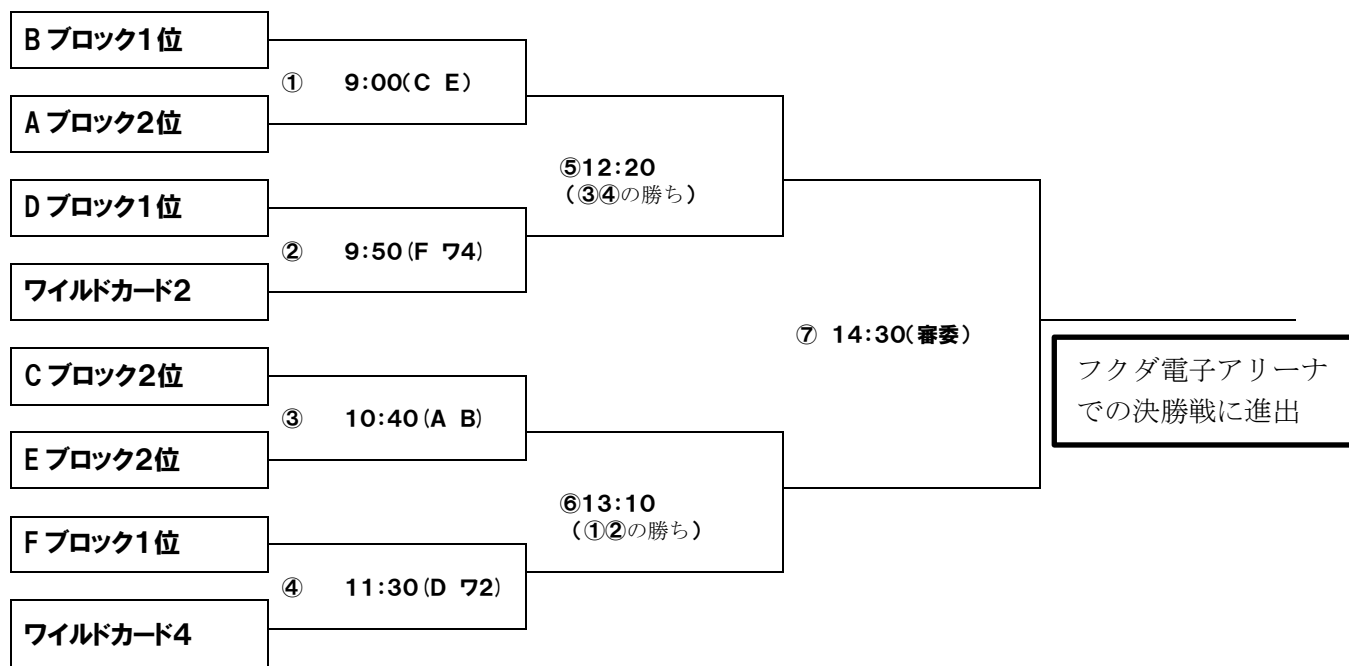 Bブロック1位
① 9:00(C E)
Aブロック2位
⑤12:20
(③④の勝ち)
Dブロック1位
② 9:50(F ワ4)
ワイルドカード2
⑦ 14:30(審委)
フクダ電子アリーナ
での決勝戦に進出
Cブロック2位
③ 10:40(A B)
Eブロック2位
⑥13:10
(①②の勝ち)
Fブロック1位
④ 11:30(D ワ2)
ワイルドカード4